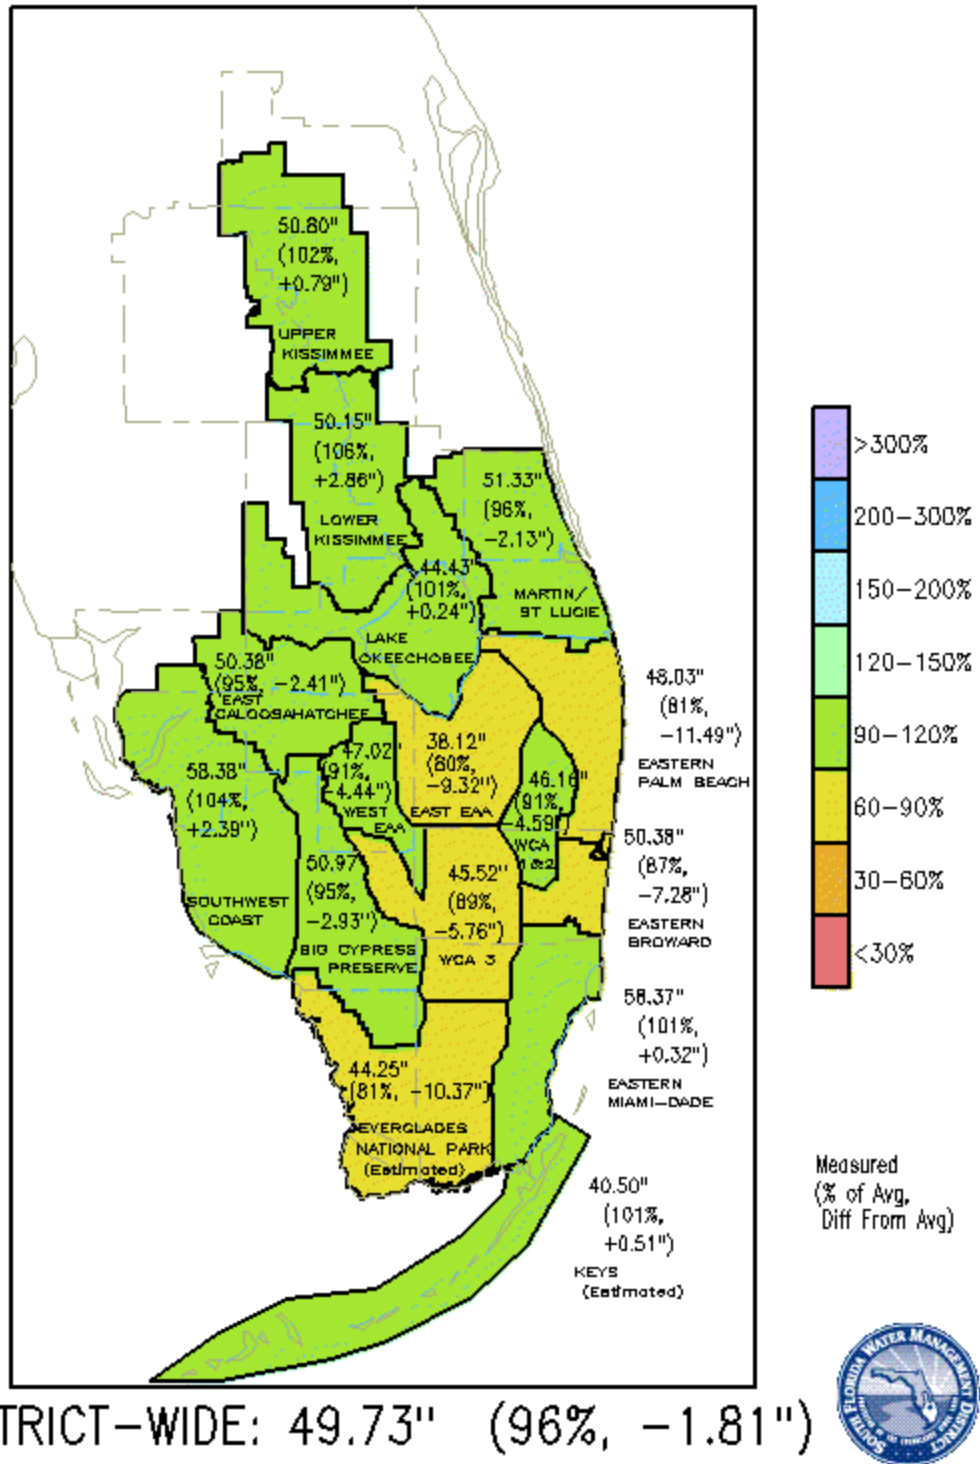 50.80"
(102%,
+0.79")
UPPER
KISSIMMEE
50.15"
(106%,
+2.86")
LOWER
KISSIMMEE
51.33"
(96%,
-2.13")
MARTIN/
ST LUCIE
44.43"
(101%,
+0.24")
LAKE
OKEECHOBEE
50.38"
(95%, -2.41")
EAST
CALOOSAHATCHEE
48.03"
(81%,
-11.49")
EASTERN
PALM BEACH
58.38"
(104%,
+2.39")
SOUTHWEST
COAST
47.02"
(91%,
-4.44")
WEST
EAA
38.12"
(80%,
-9.32")
EAST EAA
46.16"
(91%,
-4.59")
WCA
1&2
50.38"
(87%,
-7.28")
EASTERN
BROWARD
50.97"
(95%,
-2.93")
BIG CYPRESS
PRESERVE
45.52"
(89%,
-5.76")
WCA 3
58.37"
(101%,
+0.32")
EASTERN
MIAMI-DADE
44.25"
(81%, -10.37")
EVERGLADES
NATIONAL PARK
(Estimated)
40.50"
(101%,
+0.51")
KEYS
(Estimated)
>300%
200-300%
150-200%
120-150%
90-120%
60-90%
30-60%
<30%
Measured
(% of Avg,
Diff From Avg)
TRICT-WIDE: 49.73" (96%, -1.81")
SOUTH FLORIDA WATER MANAGEMENT DISTRICT